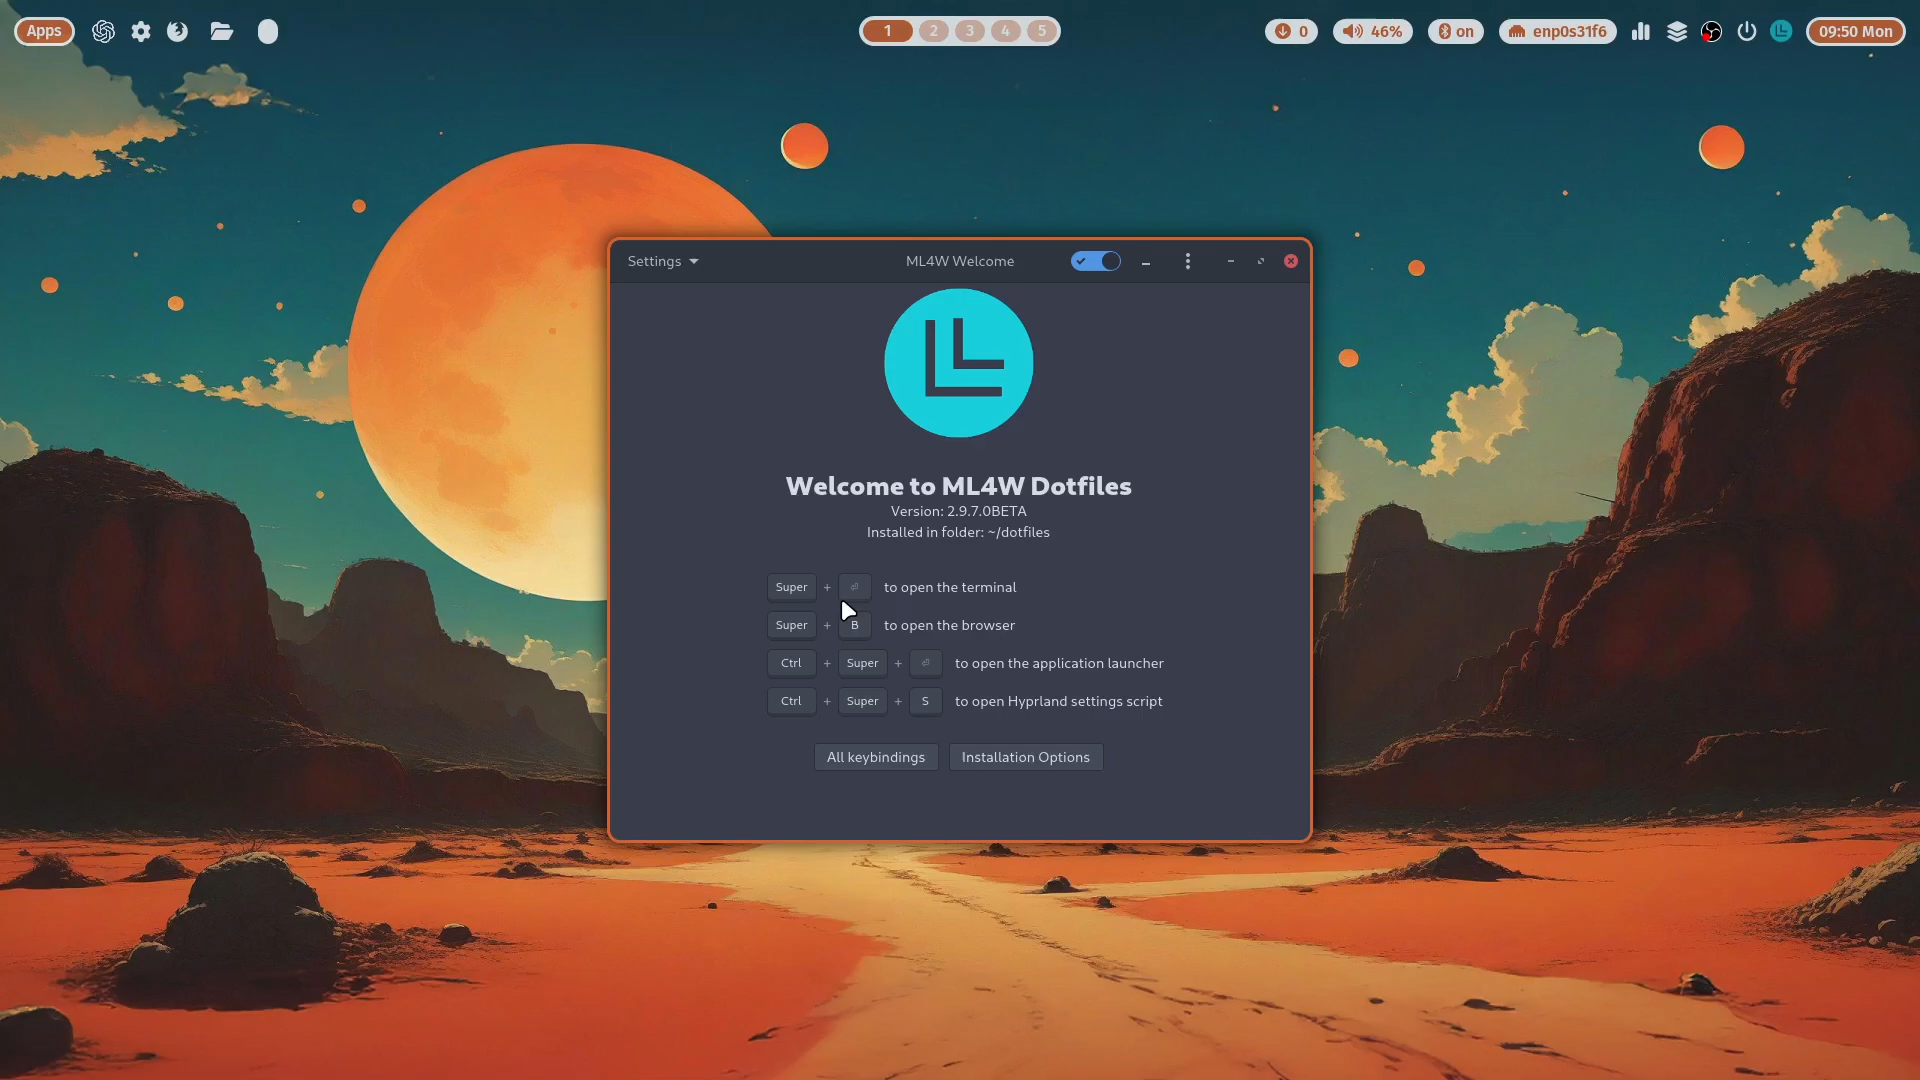 Apps
1 2 3 4 5
0
46%
on
enp0s31f6
09:50 Mon
Settings
ML4W Welcome
Welcome to ML4W Dotfiles
Version: 2.9.7.0BETA
Installed in folder: ~/dotfiles
Super + ⏎ to open the terminal
Super + B to open the browser
Ctrl + Super + ⏎ to open the application launcher
Ctrl + Super + S to open Hyprland settings script
All keybindings
Installation Options